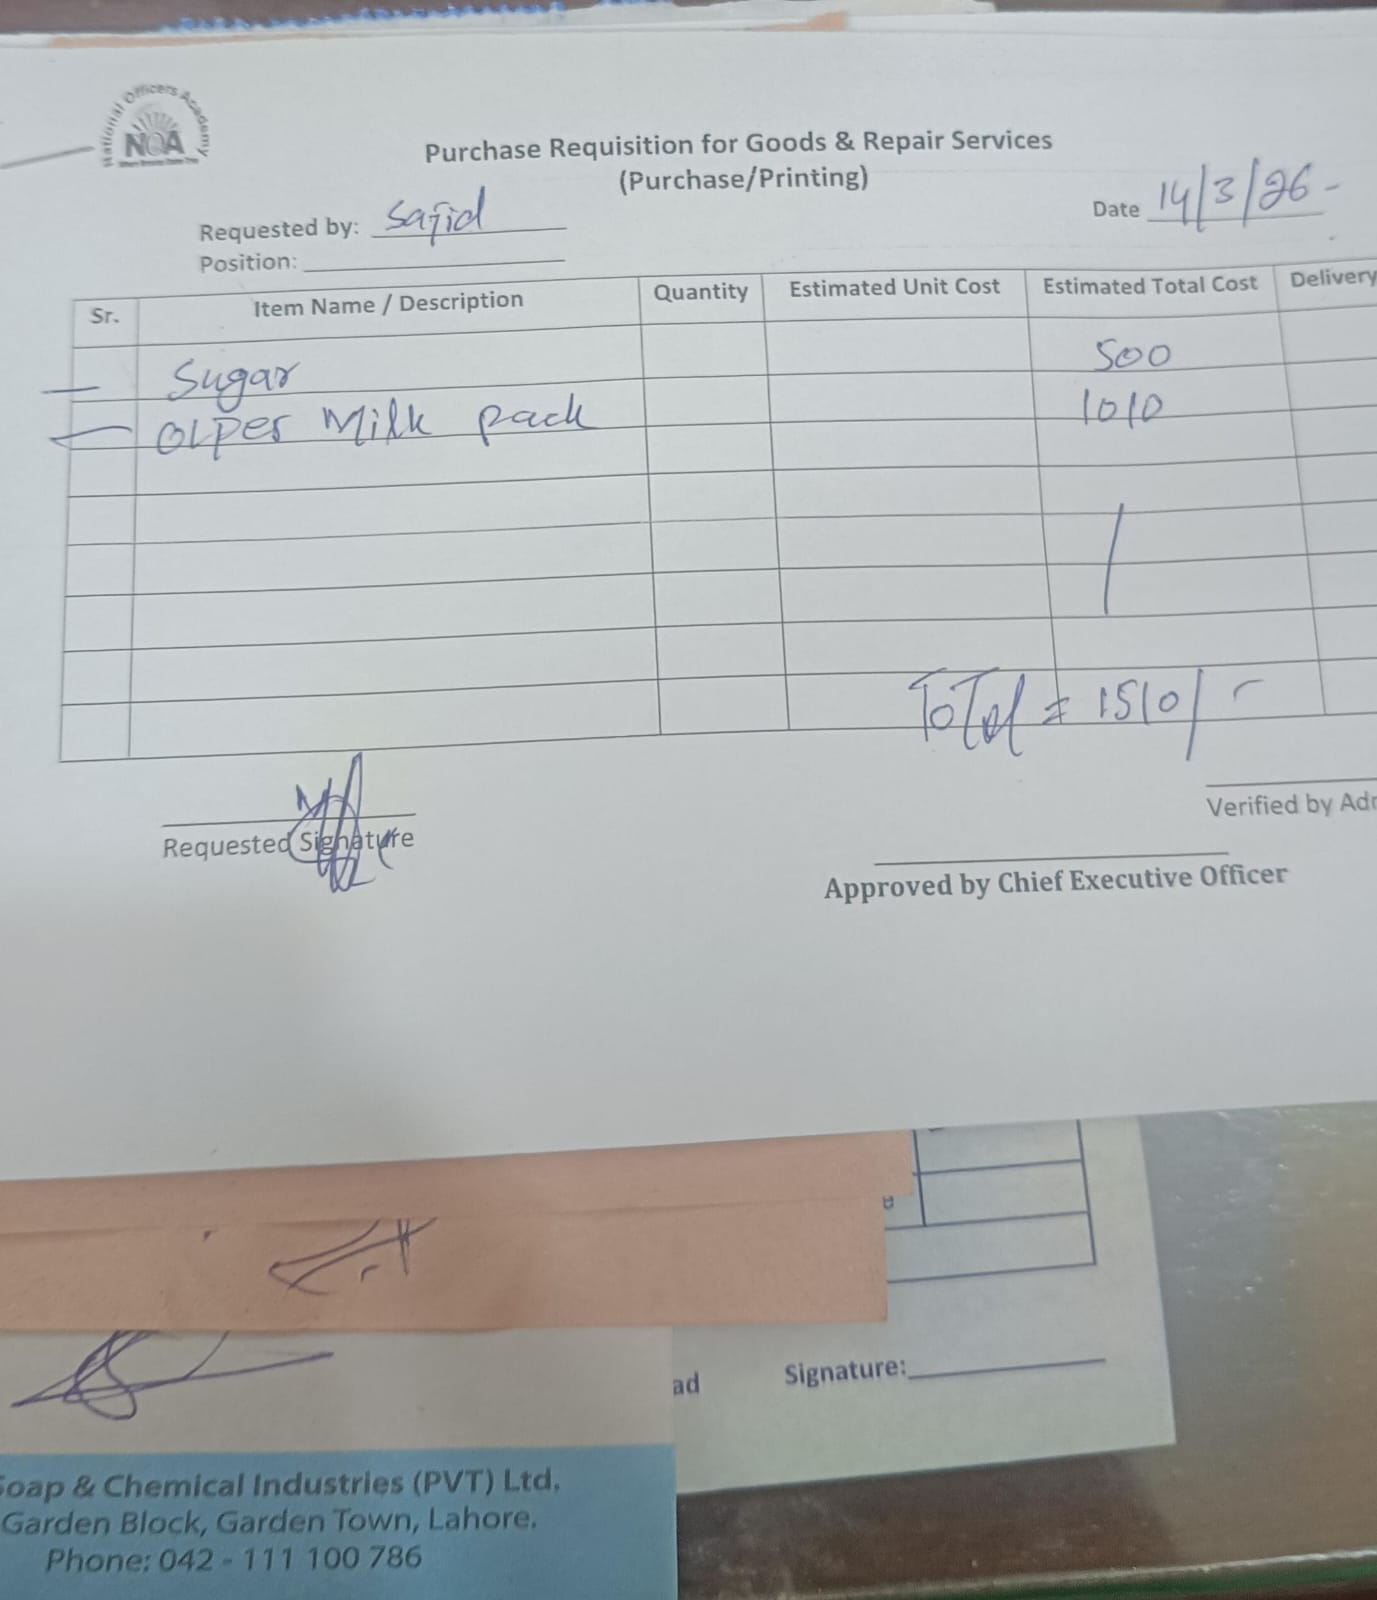 National Officers Academy
NOA
Purchase Requisition for Goods & Repair Services
(Purchase/Printing)
Requested by: Sajid
Date 14/3/26-
Position:
Sr. Item Name / Description Quantity Estimated Unit Cost Estimated Total Cost Delivery
Sugar 500
OLPer Milk pack 1010
ToTal = 1510/-
Requested Signature
Verified by Adm
Approved by Chief Executive Officer
ad Signature:
Soap & Chemical Industries (PVT) Ltd.
Garden Block, Garden Town, Lahore.
Phone: 042 - 111 100 786